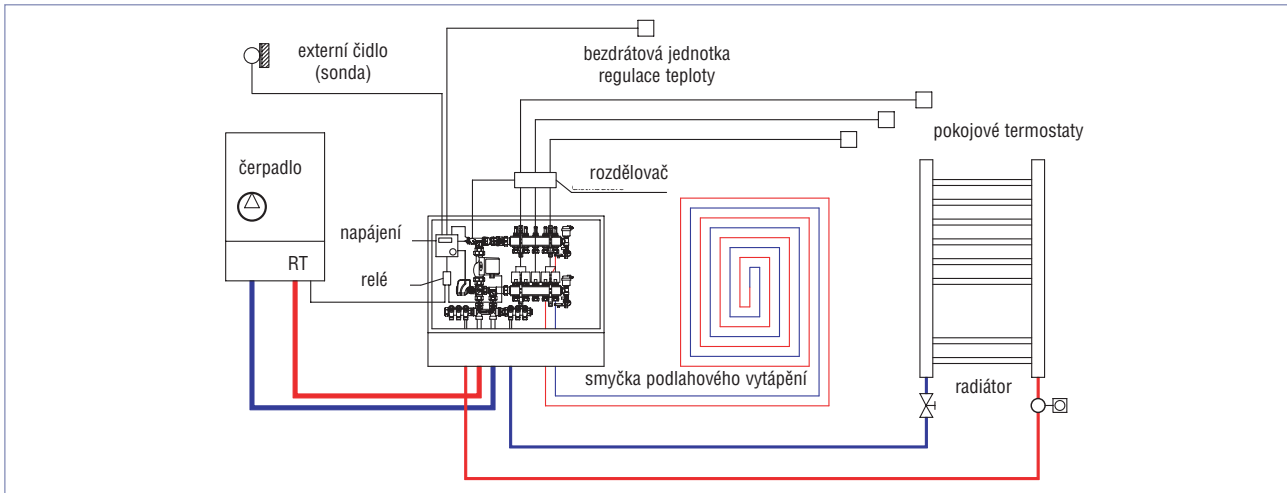 externí čidlo
(sonda)
bezdrátová jednotka
regulace teploty
pokojové termostaty
čerpadlo
rozdělovač
napájení
RT
relé
smyčka podlahového vytápění
radiátor